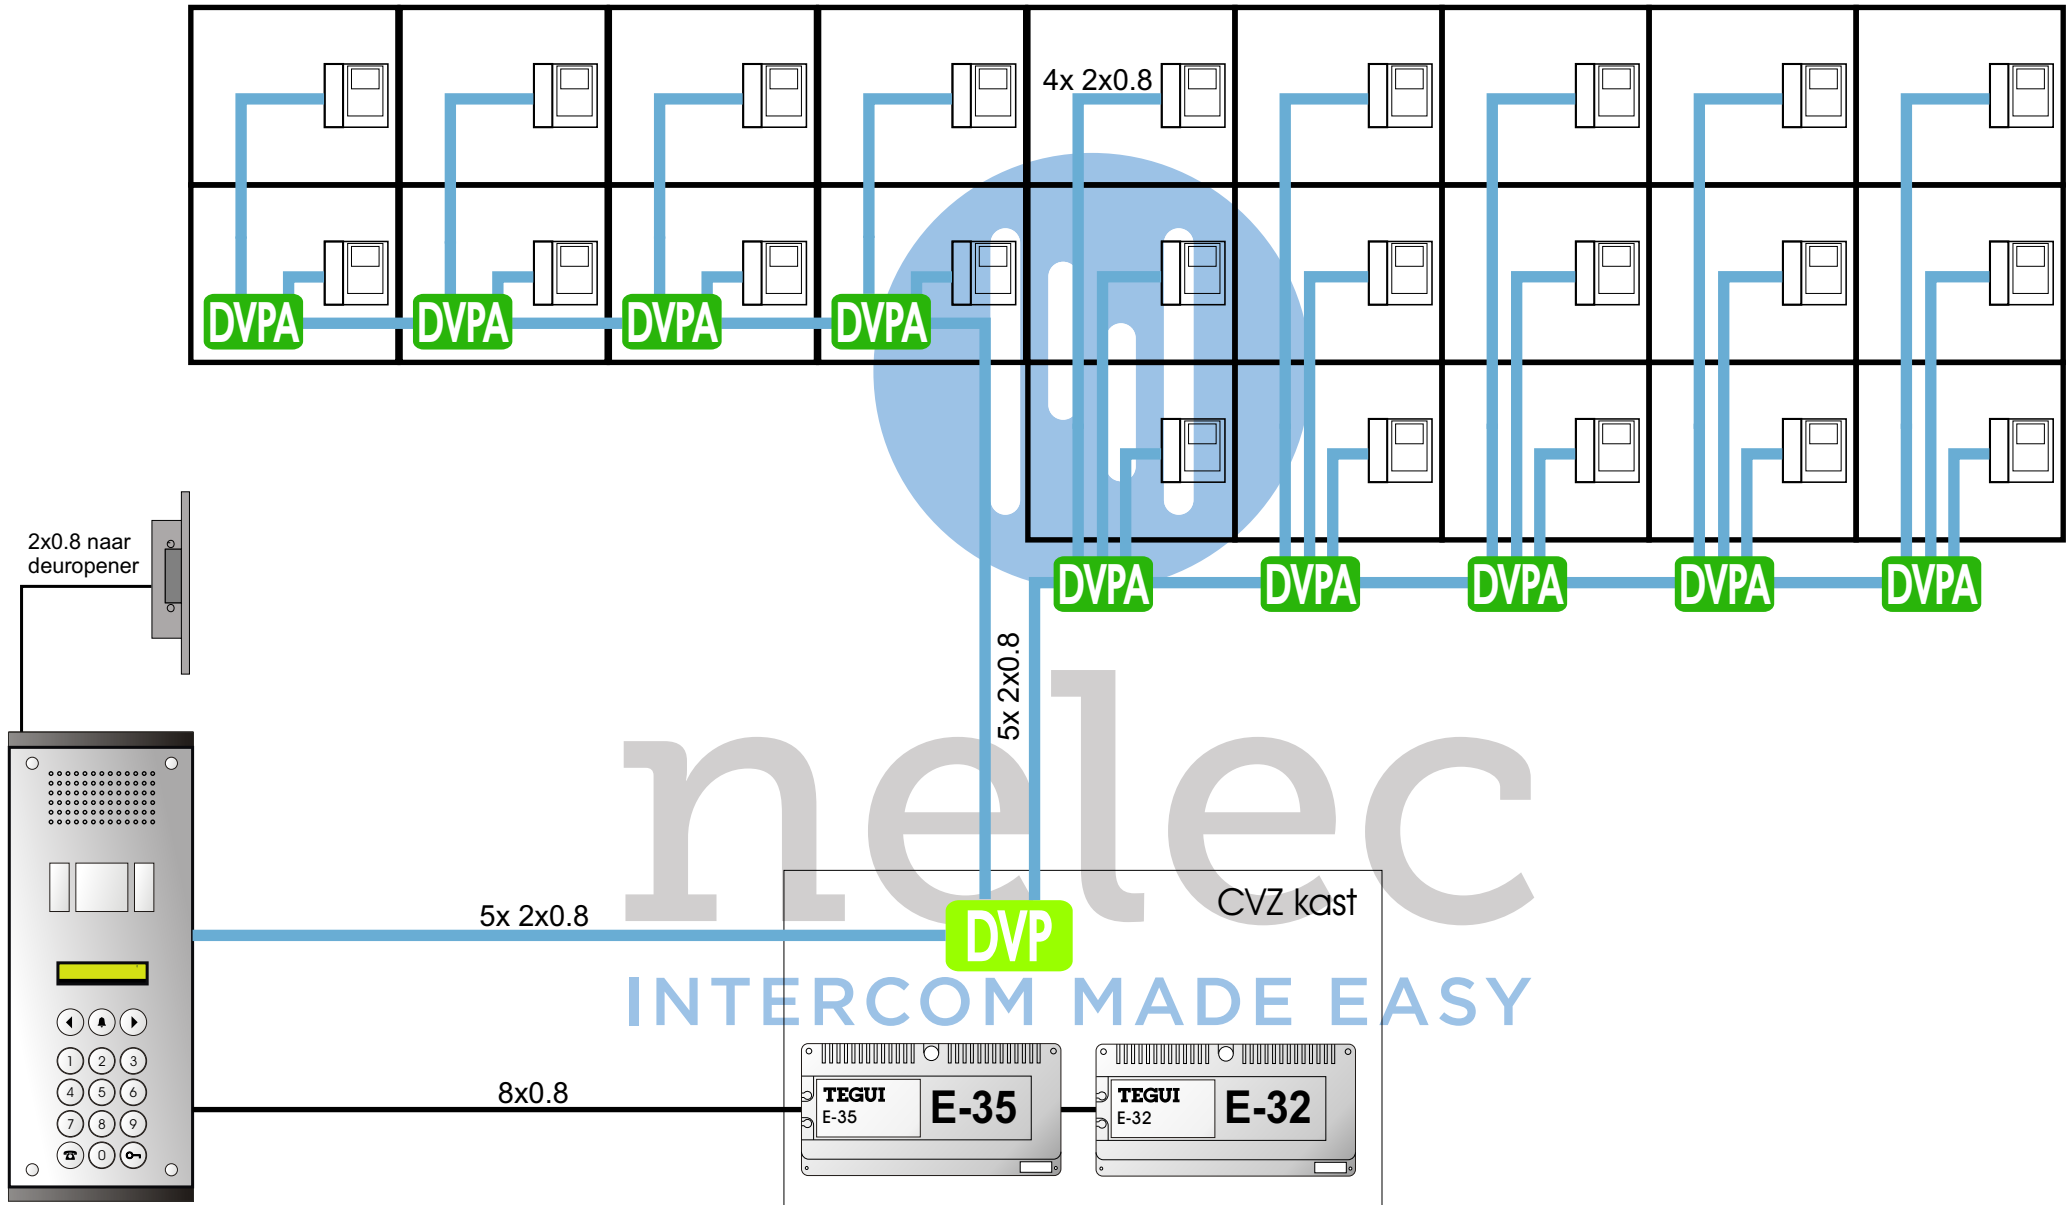 4x 2x0.8
DVPA DVPA DVPA DVPA
2x0.8 naar
deuropener
DVPA DVPA DVPA DVPA DVPA
5x 2x0.8
nelec
CVZ kast
5x 2x0.8
DVP
INTERCOM MADE EASY
1 2 3
4 5 6
7 8 9
0
8x0.8
TEGUI
E-35
E-35
TEGUI
E-32
E-32